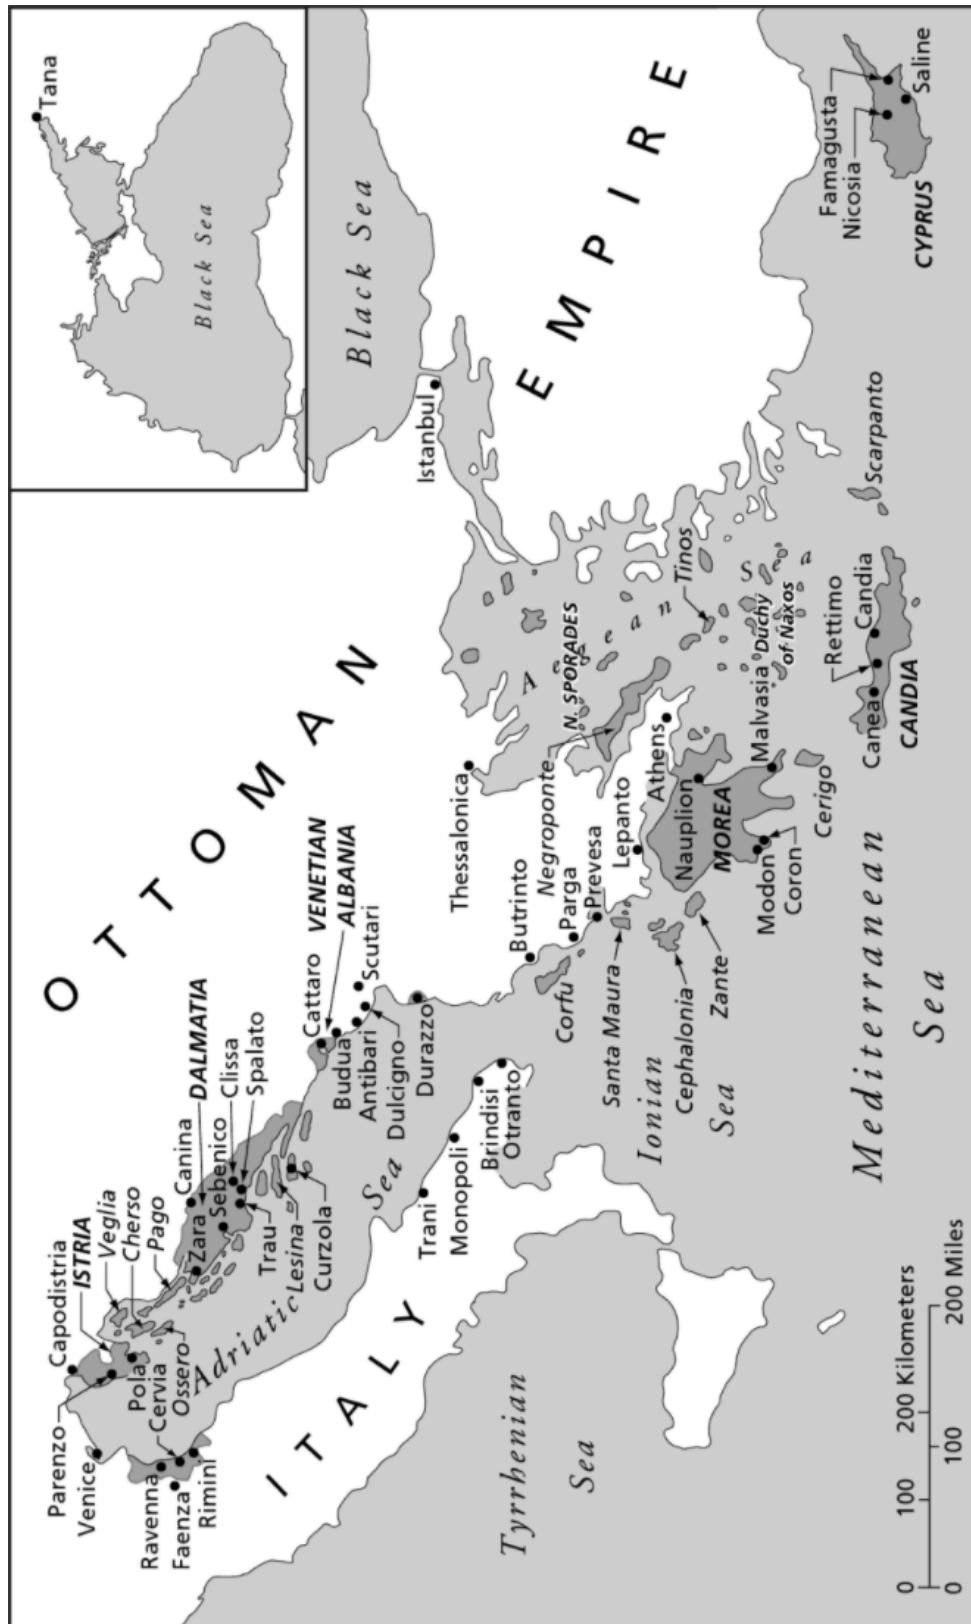 Tana
Black Sea
Black Sea
Istanbul
OTTOMAN
EMPIRE
Capodistria
ISTRIA
Veglia
Cherso
Pago
Parenzo
Venice
Pola
Cervia
Ossero
Ravenna
Faenza
Rimini
Canina
DALMATIA
Clissa
Spalato
Zara
Sebenico
Trau
Lesina
Curzola
Cattaro
VENETIAN
ALBANIA
Scutari
Budua
Antibari
Dulcigno
Durazzo
Adriatic Sea
ITALY
Trani
Monopoli
Brindisi
Otranto
Thessalonica
Butrinto
Parga
Prevesa
Corfu
Santa Maura
Cephalonia
Zante
Ionian
Sea
Negroponte
N. SPORADES
Aegean Sea
Tinos
Lepanto
Athens
Nauplion
MOREA
Malvasia
Duchy
of Naxos
Modon
Coron
Cerigo
Rettimo
Canea
Candia
CANDIA
Scarpanto
Famagusta
Nicosia
Saline
CYPRUS
Tyrrhenian
Sea
Mediterranean
Sea
0 100 200 Kilometers
0 100 200 Miles